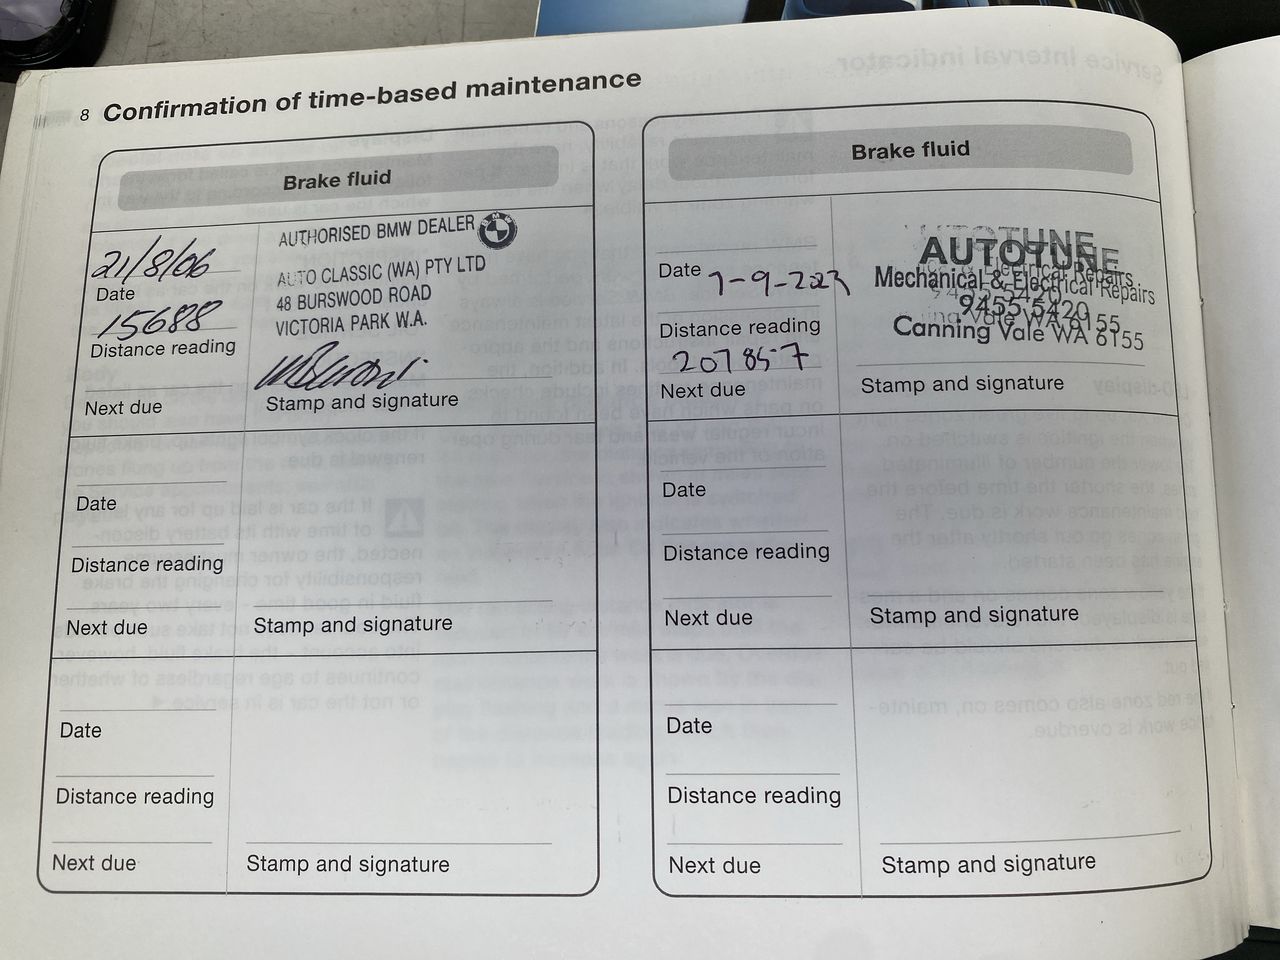 8 Confirmation of time-based maintenance
Brake fluid
21/8/06
Date
15688
Distance reading
Next due
AUTHORISED BMW DEALER
AUTO CLASSIC (WA) PTY LTD
48 BURSWOOD ROAD
VICTORIA PARK W.A.
Stamp and signature
Date
Distance reading
Next due
Stamp and signature
Date
Distance reading
Next due
Stamp and signature
Brake fluid
Date
Distance reading
207857
Next due
AUTOTUNE
Mechanical & Electrical Repairs
9455 5420
Canning Vale WA 6155
Stamp and signature
Date
Distance reading
Next due
Stamp and signature
Date
Distance reading
Next due
Stamp and signature